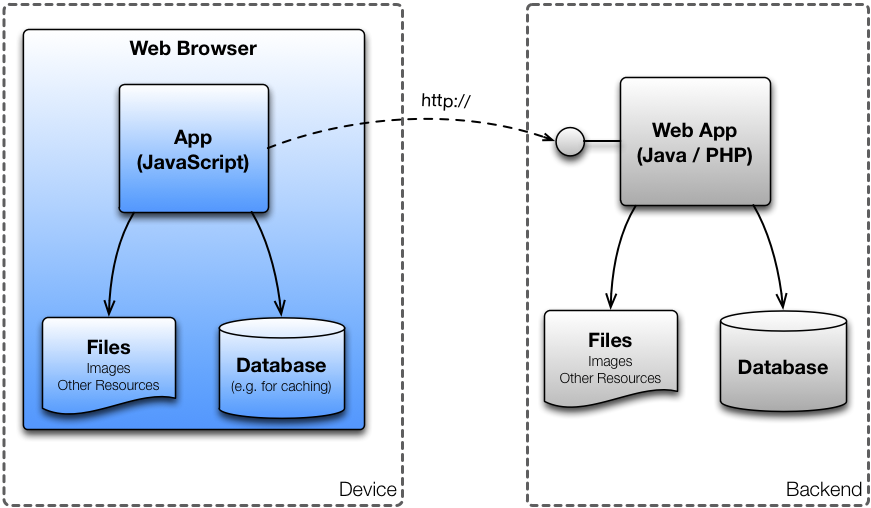 Web Browser
App
(JavaScript)
Files
Images
Other Resources
Database
(e.g. for caching)
Device
http://
Web App
(Java / PHP)
Files
Images
Other Resources
Database
Backend